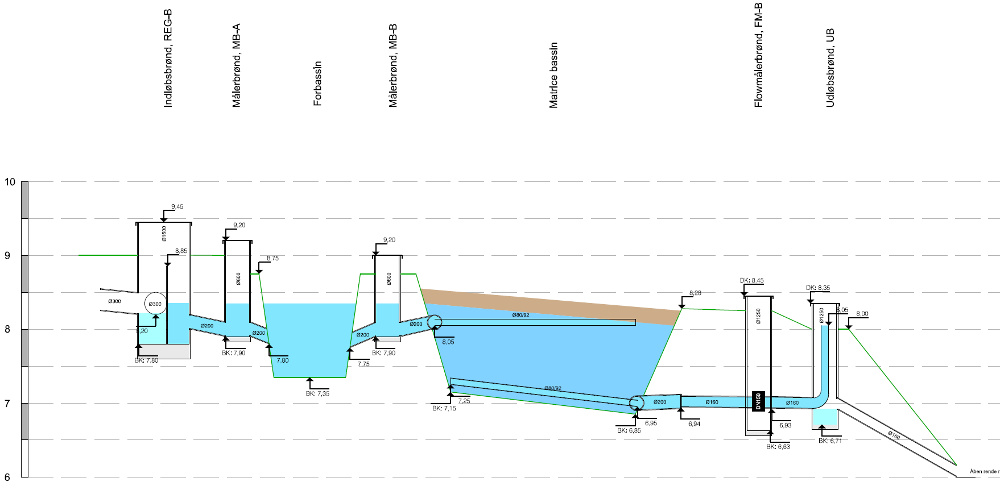 Indløbsbrønd, REG-B
Målerbrønd, MB-A
Forbassin
Målerbrønd, MB-B
Matrice bassin
Flowmålerbrønd, FM-B
Udløbsbrønd, UB
10
9,45
9,20
Ø1500
9,20
8,85
9
8,75
Ø600
Ø600
DK: 8,45
DK: 8,35
8,28
Ø300
Ø300
8,05
8,00
Ø80/92
Ø1250
Ø1250
Ø200
Ø200
8
8,20
Ø200
Ø200
8,05
BK: 7,80
BK: 7,90
7,80
7,75
BK: 7,90
BK: 7,35
Ø80/92
7,25
BK: 7,15
7
Ø200
Ø160
DN150
Ø160
6,95
6,94
6,93
BK: 6,85
BK: 6,63
BK: 6,71
Ø160
Åben rende r
6